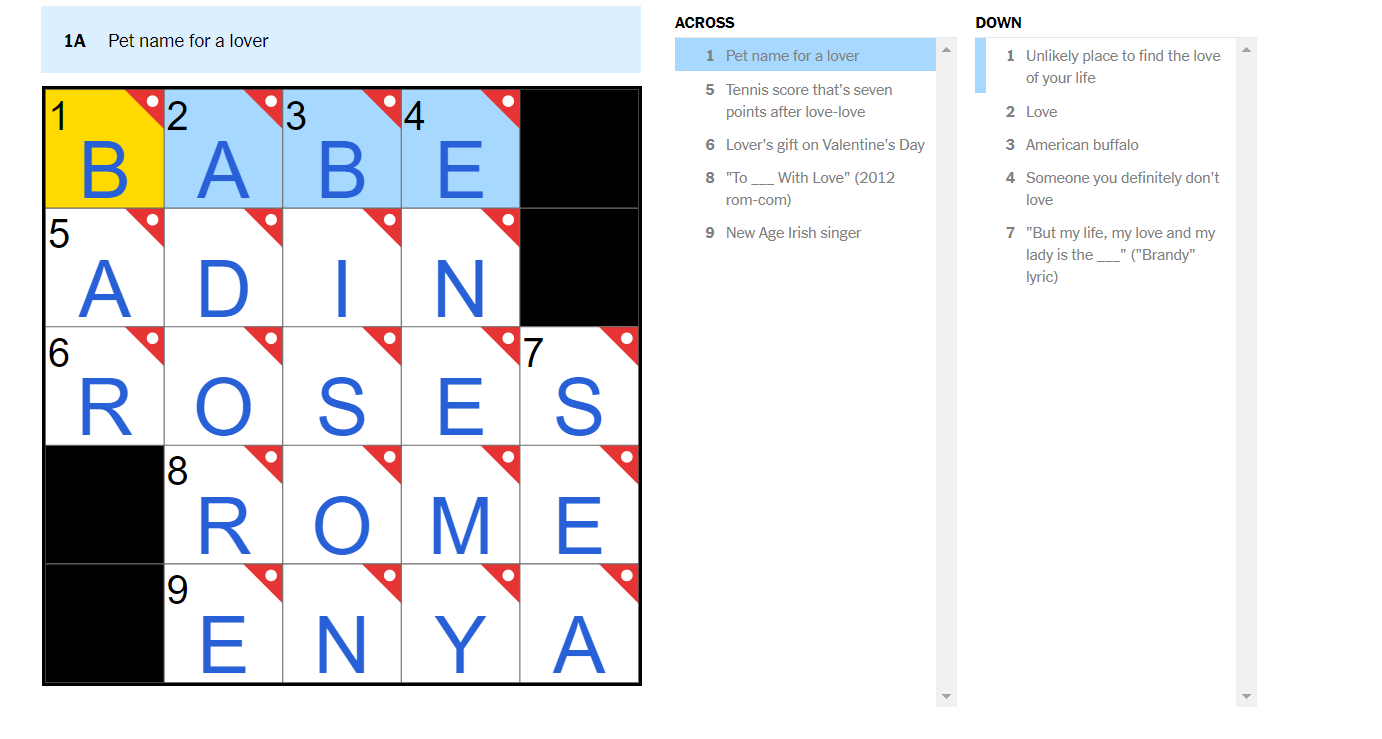 1A Pet name for a lover
1 B 2 A 3 B 4 E
5 A D I N
6 R O S E 7 S
8 R O M E
9 E N Y A
ACROSS
1 Pet name for a lover
5 Tennis score that's seven
points after love-love
6 Lover's gift on Valentine's Day
8 "To ___ With Love" (2012
rom-com)
9 New Age Irish singer
DOWN
1 Unlikely place to find the love
of your life
2 Love
3 American buffalo
4 Someone you definitely don't
love
7 "But my life, my love and my
lady is the ___" ("Brandy"
lyric)